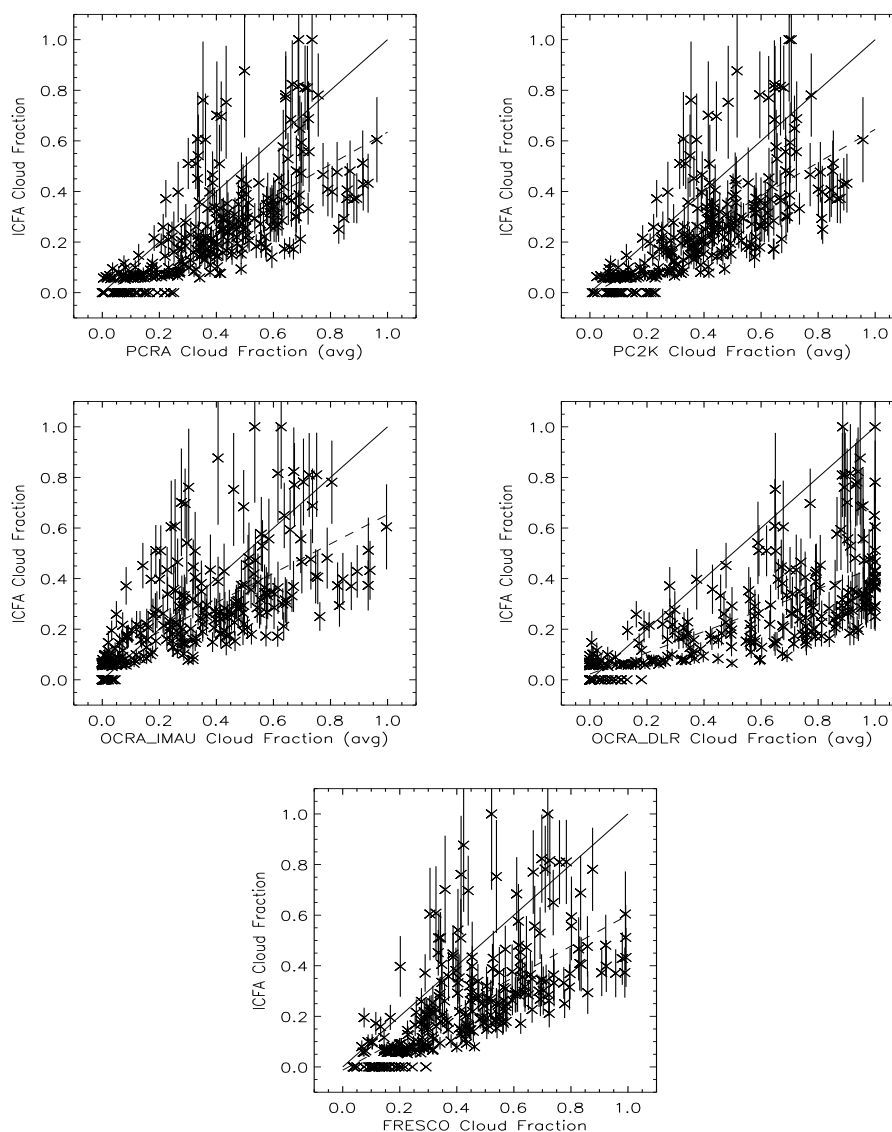 1.0
0.8
0.6
0.4
0.2
0.0
ICFA Cloud Fraction
0.0 0.2 0.4 0.6 0.8 1.0
PCRA Cloud Fraction (avg)
1.0
0.8
0.6
0.4
0.2
0.0
ICFA Cloud Fraction
0.0 0.2 0.4 0.6 0.8 1.0
PC2K Cloud Fraction (avg)
1.0
0.8
0.6
0.4
0.2
0.0
ICFA Cloud Fraction
0.0 0.2 0.4 0.6 0.8 1.0
OCRA_IMAU Cloud Fraction (avg)
1.0
0.8
0.6
0.4
0.2
0.0
ICFA Cloud Fraction
0.0 0.2 0.4 0.6 0.8 1.0
OCRA_DLR Cloud Fraction (avg)
1.0
0.8
0.6
0.4
0.2
0.0
ICFA Cloud Fraction
0.0 0.2 0.4 0.6 0.8 1.0
FRESCO Cloud Fraction